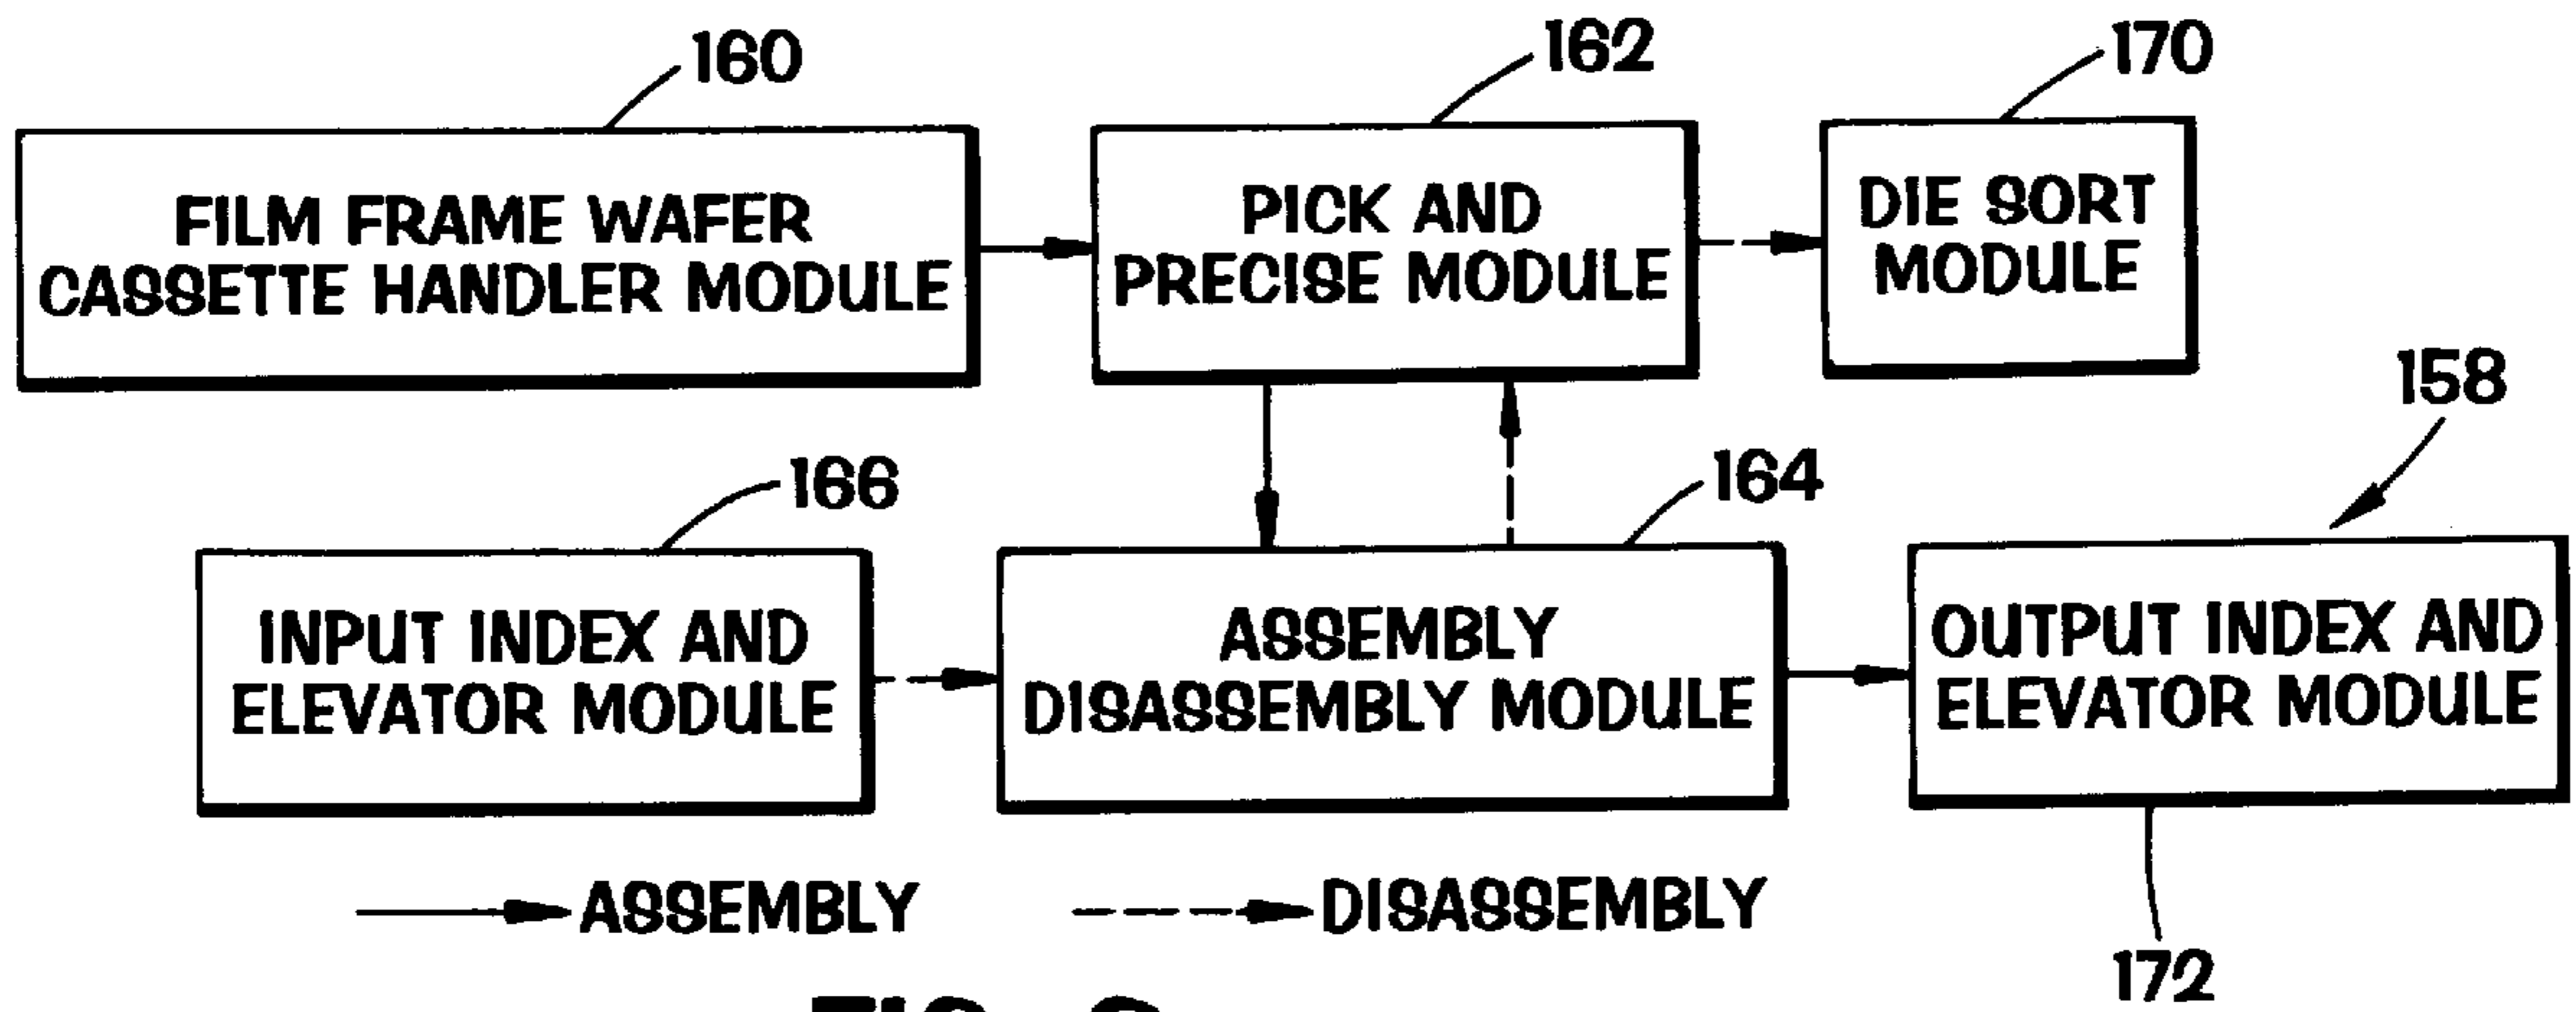 160
162
170
FILM FRAME WAFER
CASSETTE HANDLER MODULE
PICK AND
PRECISE MODULE
DIE SORT
MODULE
158
166
164
INPUT INDEX AND
ELEVATOR MODULE
ASSEMBLY
DISASSEMBLY MODULE
OUTPUT INDEX AND
ELEVATOR MODULE
ASSEMBLY
DISASSEMBLY
172